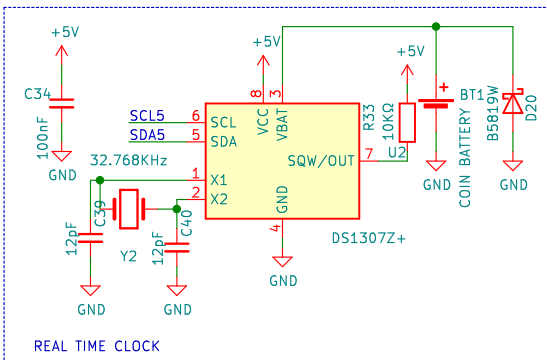 +5V
+5V
+5V
C34
100nF
GND
SCL5
SDA5
6
5
SCL
SDA
8
3
VCC
VBAT
R33
10KΩ
U2
BT1
COIN BATTERY
B5819W
D20
SQW/OUT
7
GND
GND
32.768KHz
1
2
X1
X2
GND
4
DS1307Z+
C39
12pF
Y2
C40
12pF
GND
GND
GND
REAL TIME CLOCK